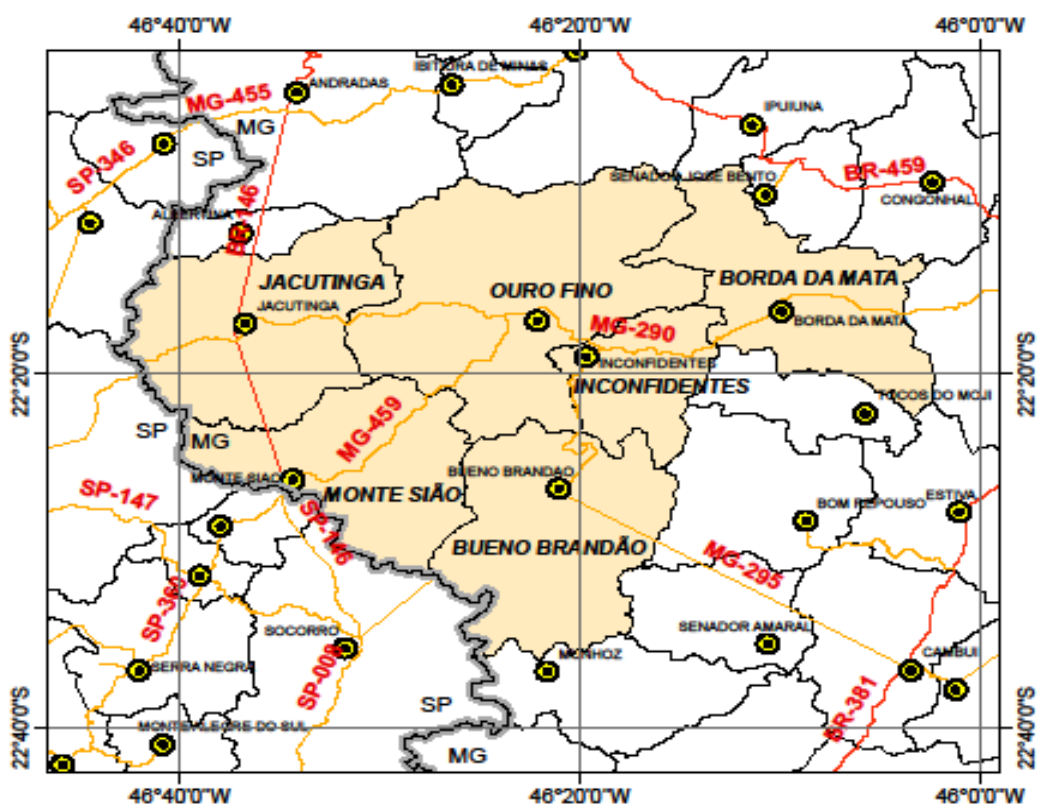 46°40'0"W
46°20'0"W
46°0'0"W
IBITIURA DE MINAS
ANDRADAS
MG-455
MG
IPUIUNA
SP
SP-346
BR-459
SENADOR JOSE BENTO
CONGONHAL
ALBERTINA
BR-146
JACUTINGA
OURO FINO
BORDA DA MATA
JACUTINGA
MG-290
BORDA DA MATA
INCONFIDENTES
22°20'0"S
22°20'0"S
INCONFIDENTES
TOCOS DO MOJI
MG-459
SP
MG
BUENO BRANDAO
MONTE SIAO
MONTE SIÃO
SP-147
ESTIVA
BOM REPOUSO
SP-146
BUENO BRANDÃO
MG-295
SP-360
SENADOR AMARAL
SOCORRO
CAMBUI
MUNHOZ
SERRA NEGRA
SP-008
BR-381
SP
MONTE ALEGRE DO SUL
22°40'0"S
22°40'0"S
MG
46°40'0"W
46°20'0"W
46°0'0"W